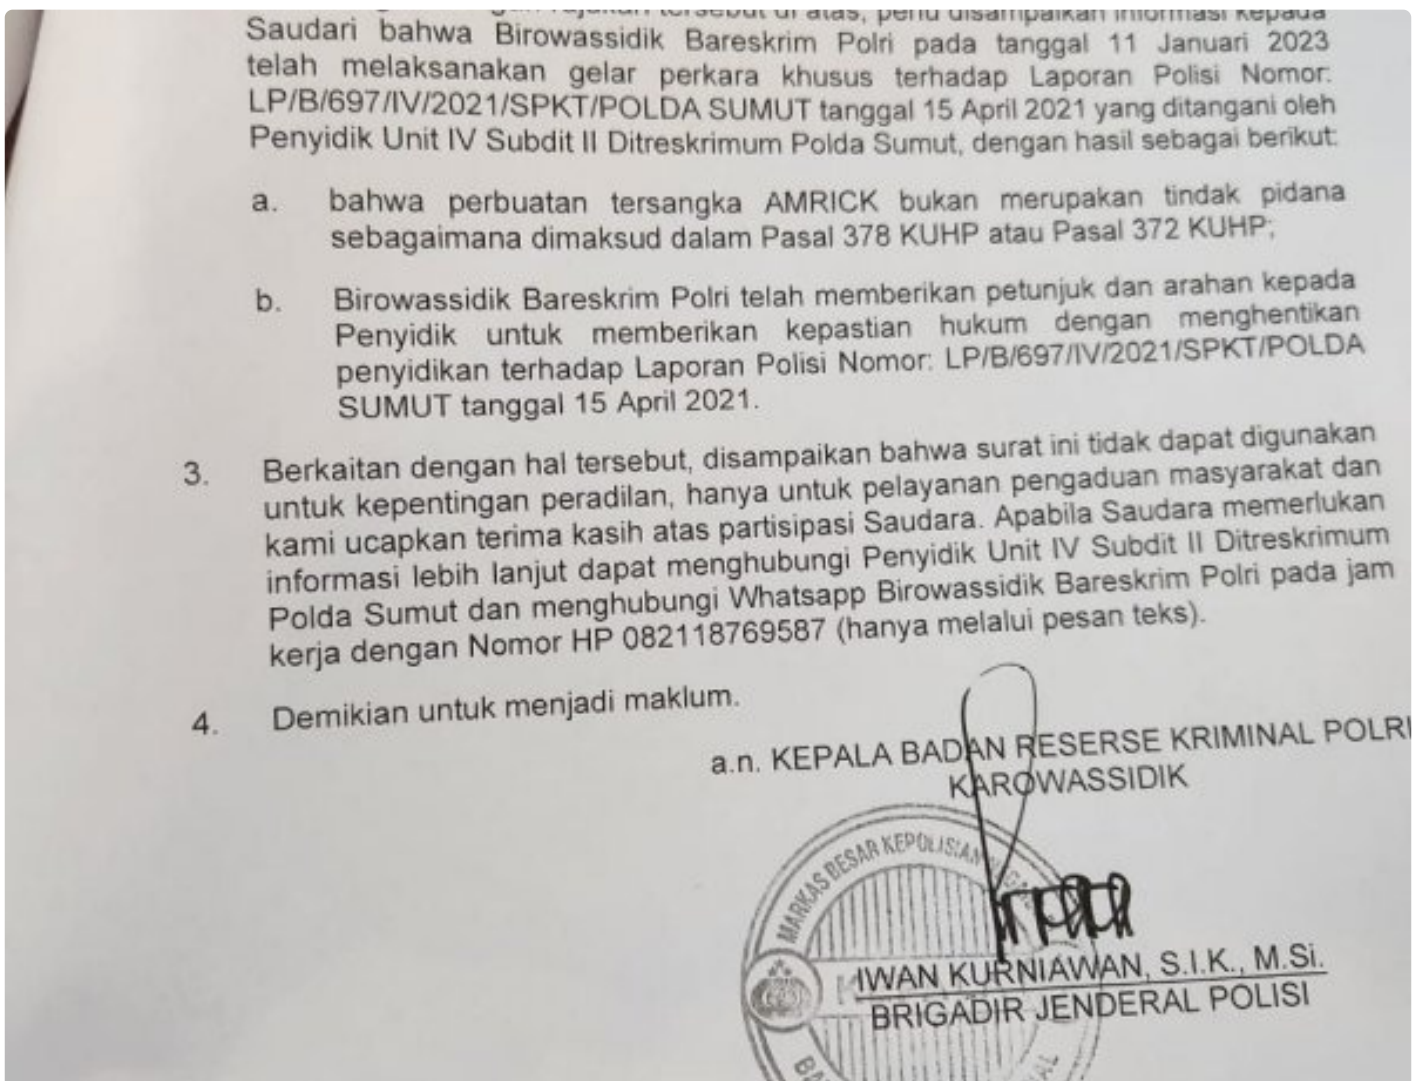 tersebut di atas, perlu disampaikan informasi kepada
Saudari bahwa Birowassidik Bareskrim Polri pada tanggal 11 Januari 2023
telah melaksanakan gelar perkara khusus terhadap Laporan Polisi Nomor:
LP/B/697/IV/2021/SPKT/POLDA SUMUT tanggal 15 April 2021 yang ditangani oleh
Penyidik Unit IV Subdit II Ditreskrimum Polda Sumut, dengan hasil sebagai berikut:
a. bahwa perbuatan tersangka AMRICK bukan merupakan tindak pidana
sebagaimana dimaksud dalam Pasal 378 KUHP atau Pasal 372 KUHP;
b. Birowassidik Bareskrim Polri telah memberikan petunjuk dan arahan kepada
Penyidik untuk memberikan kepastian hukum dengan menghentikan
penyidikan terhadap Laporan Polisi Nomor: LP/B/697/IV/2021/SPKT/POLDA
SUMUT tanggal 15 April 2021.
3. Berkaitan dengan hal tersebut, disampaikan bahwa surat ini tidak dapat digunakan
untuk kepentingan peradilan, hanya untuk pelayanan pengaduan masyarakat dan
kami ucapkan terima kasih atas partisipasi Saudara. Apabila Saudara memerlukan
informasi lebih lanjut dapat menghubungi Penyidik Unit IV Subdit II Ditreskrimum
Polda Sumut dan menghubungi Whatsapp Birowassidik Bareskrim Polri pada jam
kerja dengan Nomor HP 082118769587 (hanya melalui pesan teks).
4. Demikian untuk menjadi maklum.
a.n. KEPALA BADAN RESERSE KRIMINAL POLRI
KAROWASSIDIK
MARKAS BESAR KEPOLISIAN
IWAN KURNIAWAN, S.I.K., M.Si.
BRIGADIR JENDERAL POLISI